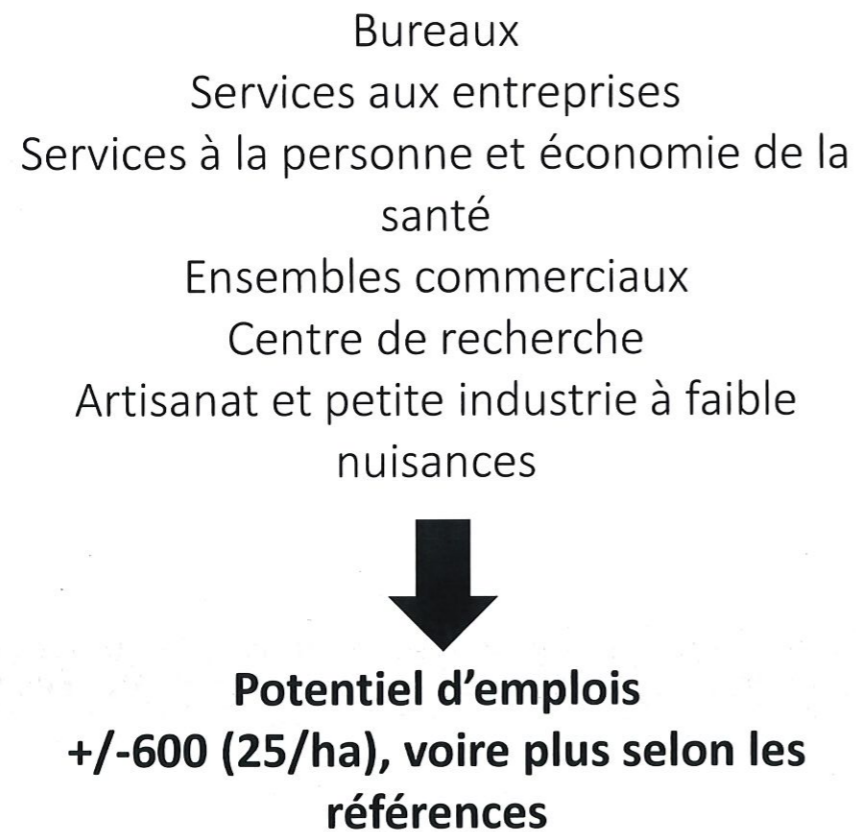 Bureaux
Services aux entreprises
Services à la personne et économie de la
santé
Ensembles commerciaux
Centre de recherche
Artisanat et petite industrie à faible
nuisances
Potentiel d’emplois
+/-600 (25/ha), voire plus selon les
références